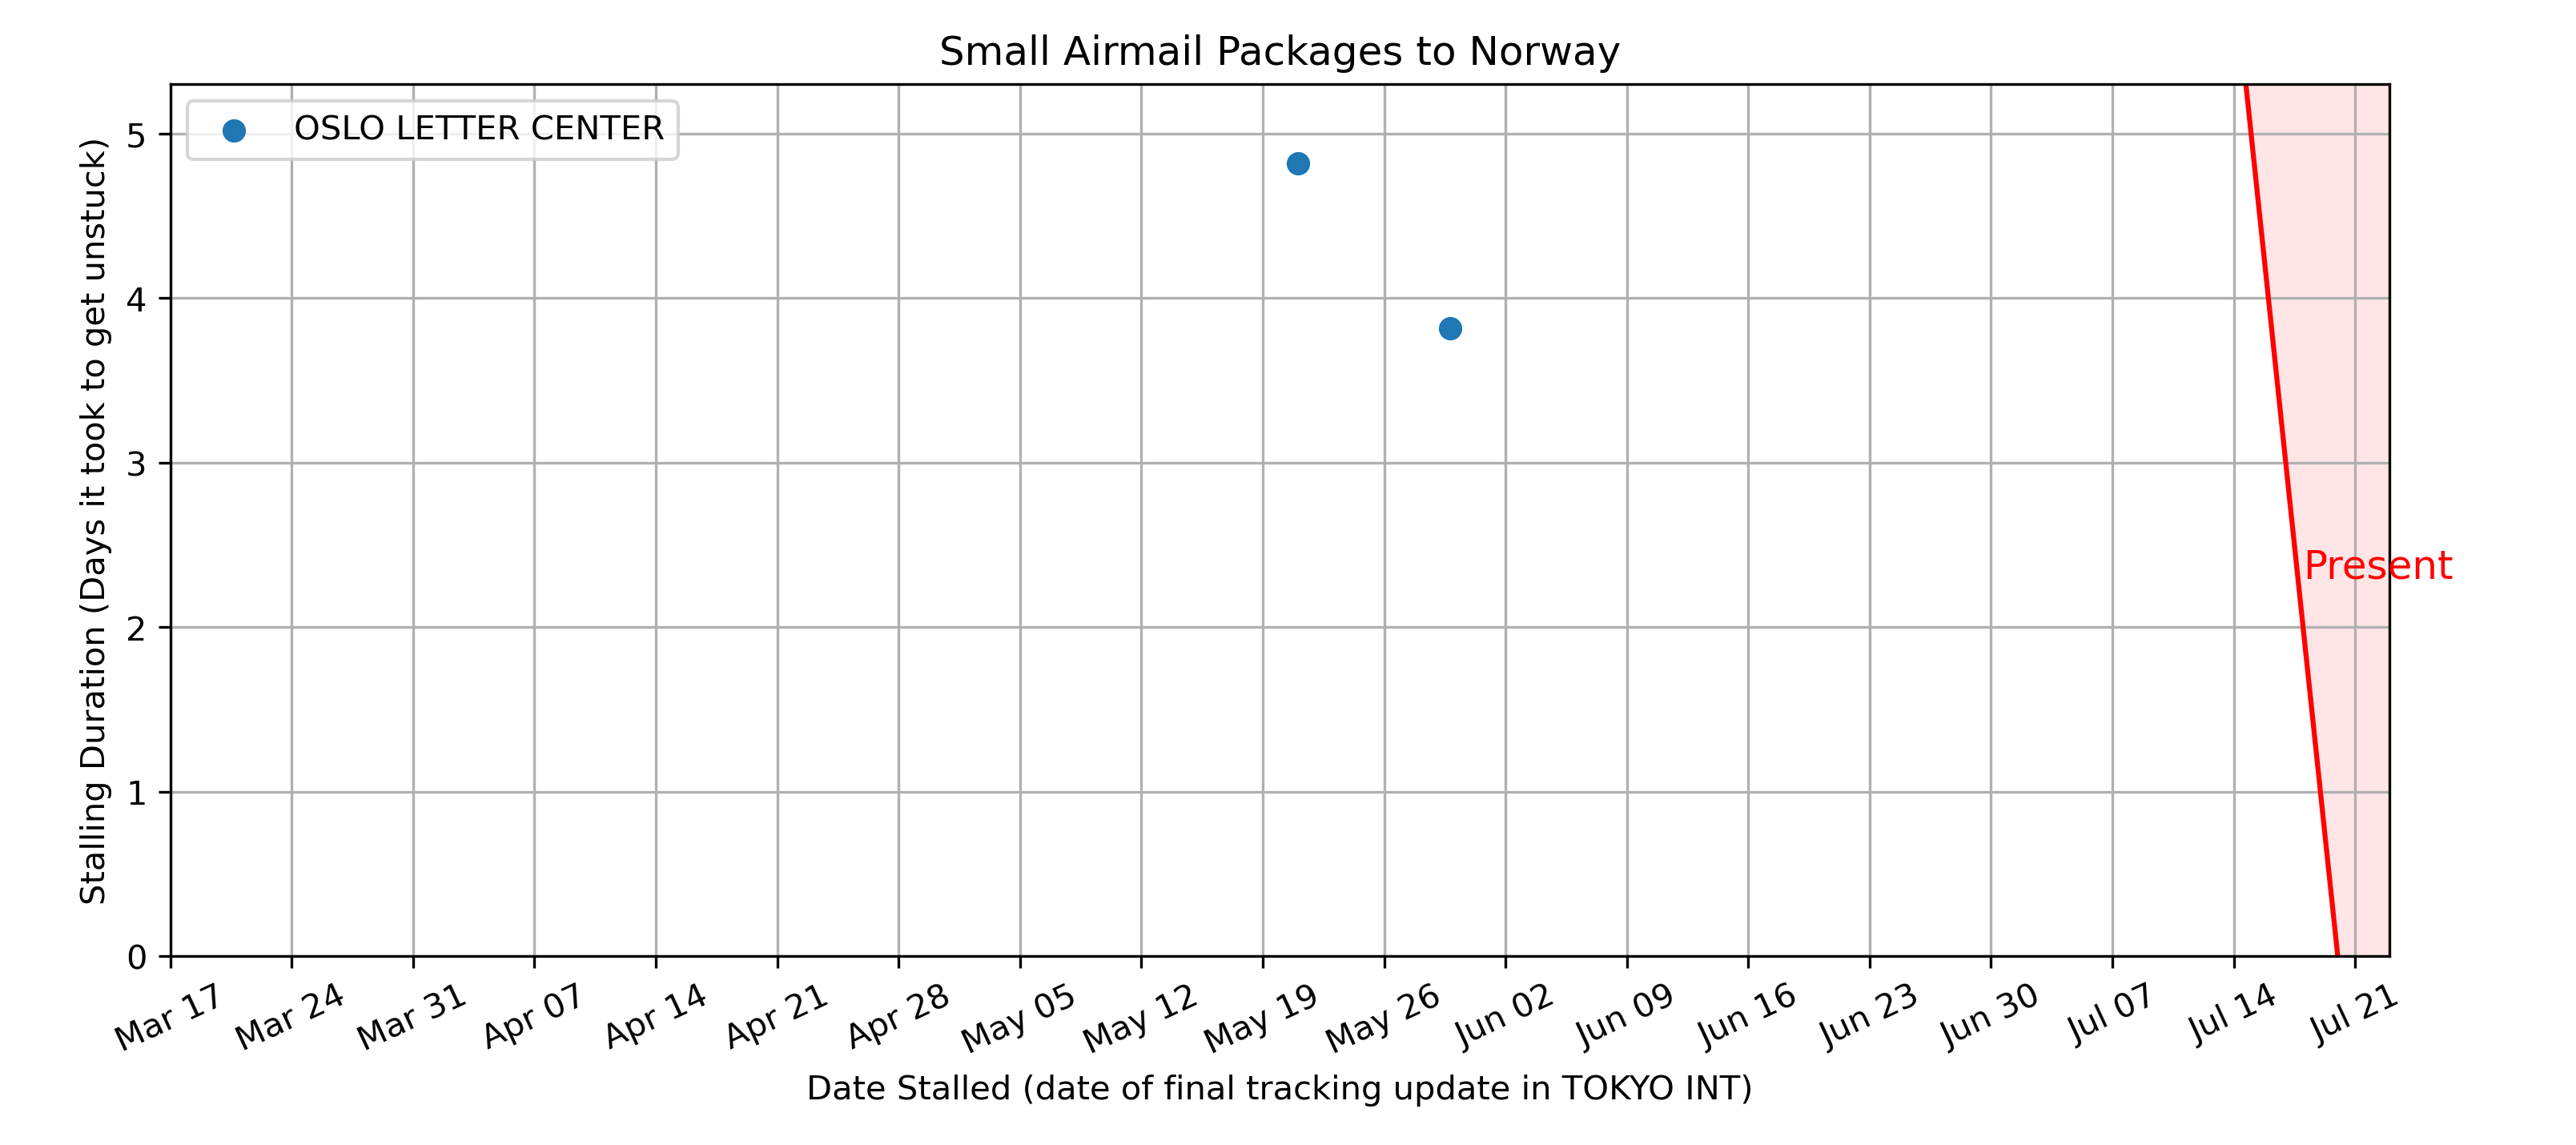 Small Airmail Packages to Norway
OSLO LETTER CENTER
Stalling Duration (Days it took to get unstuck)
5
4
3
2
1
0
Present
Mar 17
Mar 24
Mar 31
Apr 07
Apr 14
Apr 21
Apr 28
May 05
May 12
May 19
May 26
Jun 02
Jun 09
Jun 16
Jun 23
Jun 30
Jul 07
Jul 14
Jul 21
Date Stalled (date of final tracking update in TOKYO INT)